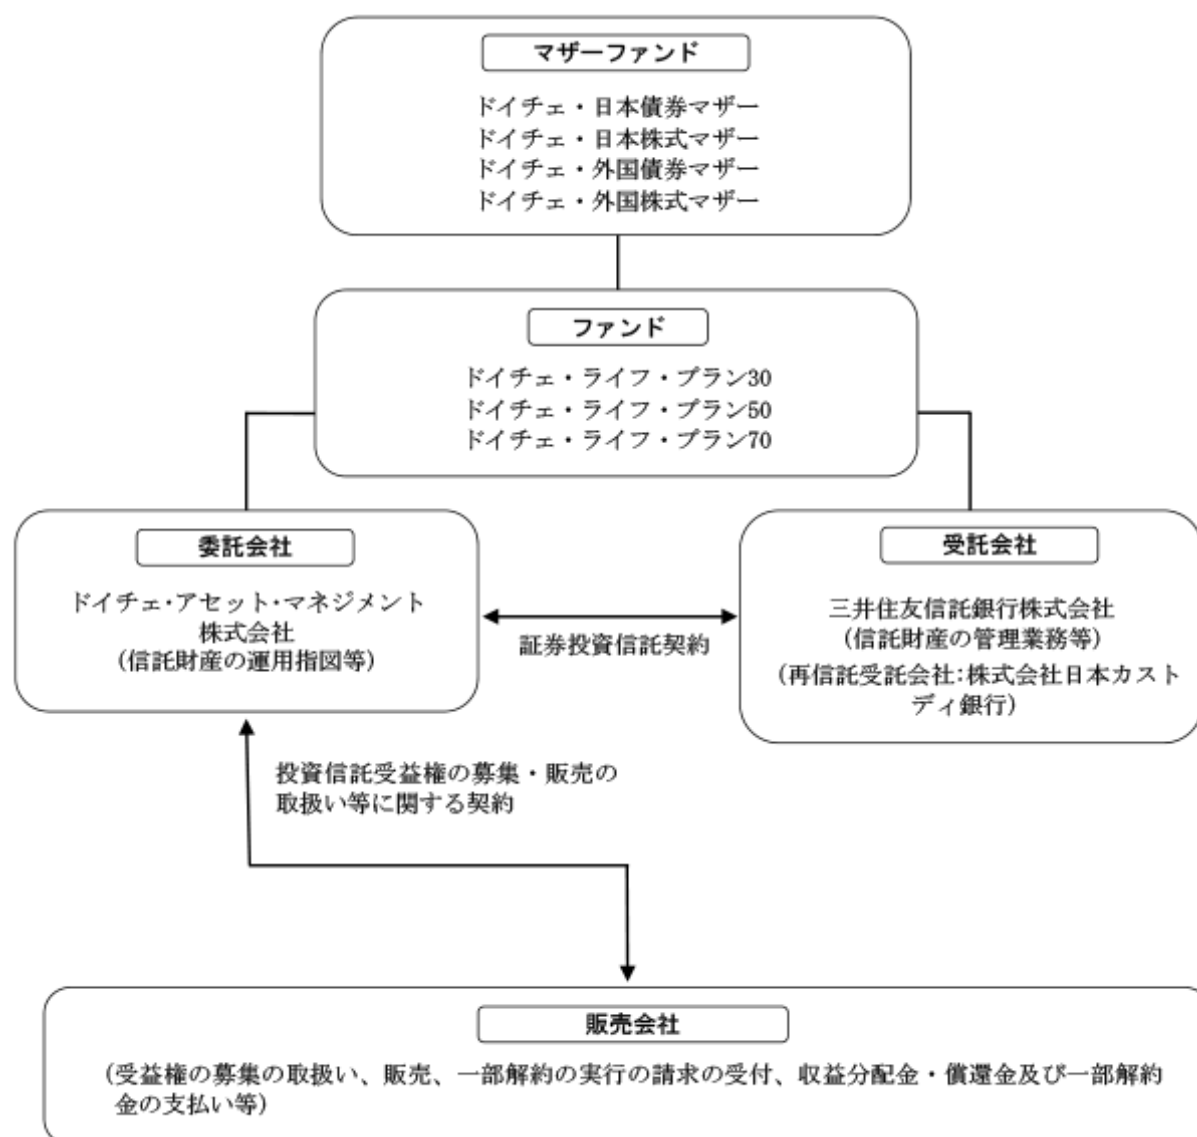 マザーファンド
ドイチェ・日本債券マザー
ドイチェ・日本株式マザー
ドイチェ・外国債券マザー
ドイチェ・外国株式マザー
ファンド
ドイチェ・ライフ・プラン30
ドイチェ・ライフ・プラン50
ドイチェ・ライフ・プラン70
委託会社
ドイチェ・アセット・マネジメント
株式会社
(信託財産の運用指図等)
証券投資信託契約
受託会社
三井住友信託銀行株式会社
(信託財産の管理業務等)
(再信託受託会社:株式会社日本カスト
ディ銀行)
投資信託受益権の募集・販売の
取扱い等に関する契約
販売会社
(受益権の募集の取扱い、販売、一部解約の実行の請求の受付、収益分配金・償還金及び一部解約
金の支払い等)